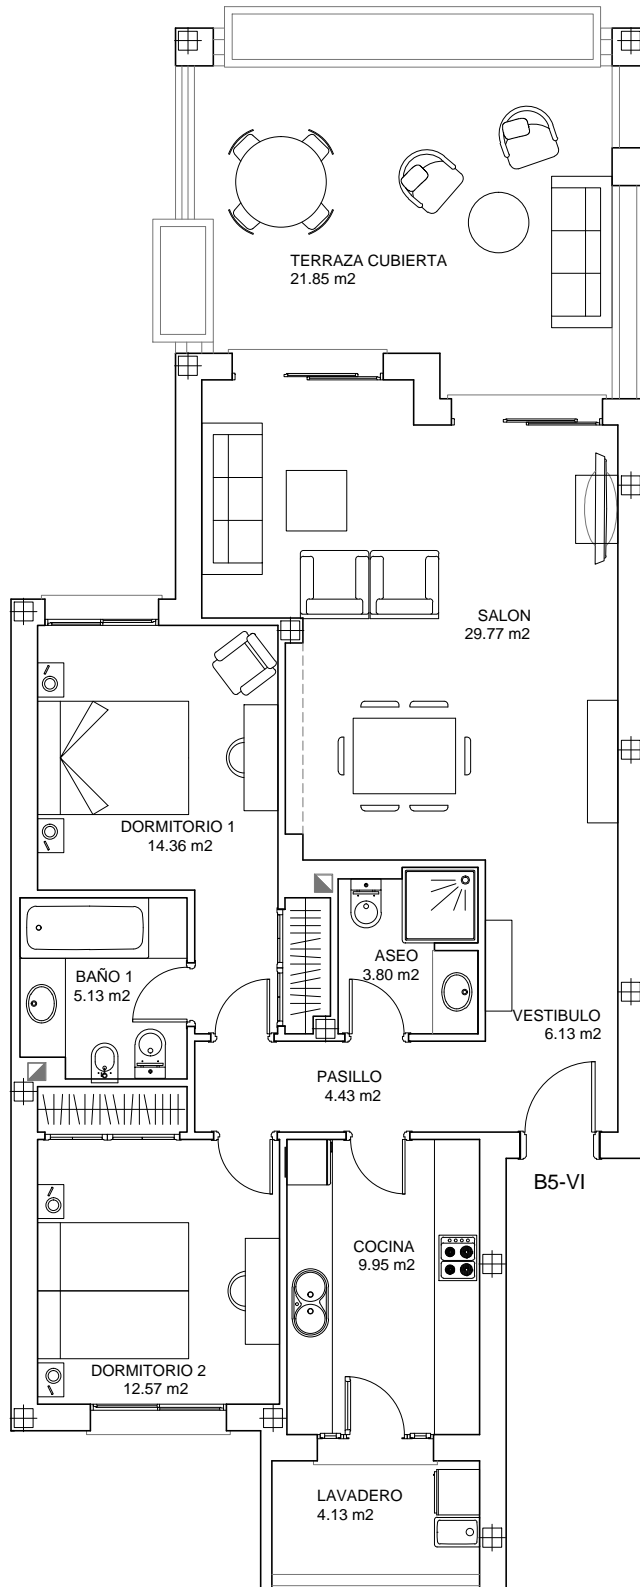 TERRAZA CUBIERTA
21.85 m2
SALON
29.77 m2
DORMITORIO 1
14.36 m2
ASEO
3.80 m2
BAÑO 1
5.13 m2
VESTIBULO
6.13 m2
PASILLO
4.43 m2
B5-VI
COCINA
9.95 m2
DORMITORIO 2
12.57 m2
LAVADERO
4.13 m2